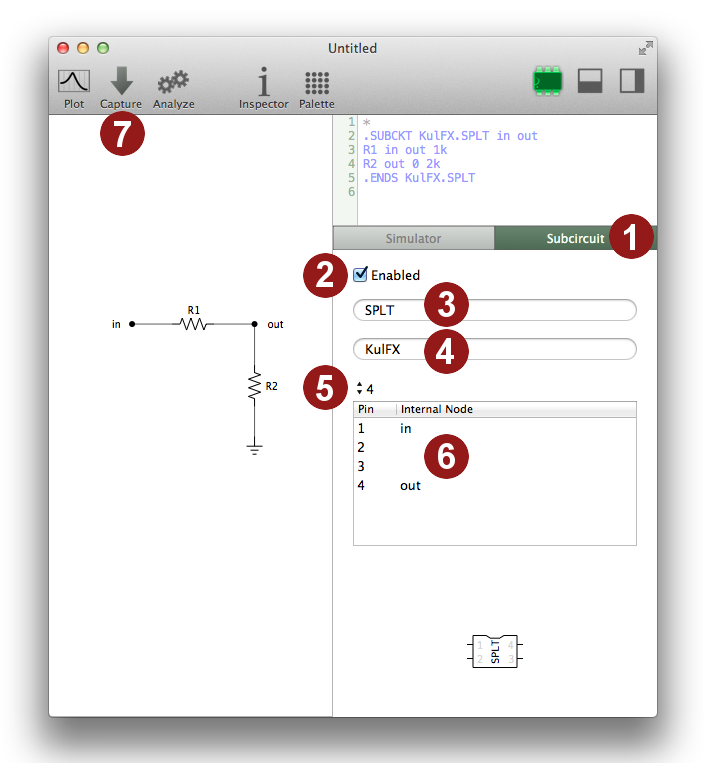 Untitled
Plot Capture Analyze Inspector Palette
7
1 *
2 .SUBCKT KulFX.SPLT in out
3 R1 in out 1k
4 R2 out 0 2k
5 .ENDS KulFX.SPLT
6
Simulator Subcircuit 1
2 Enabled
SPLT 3
KulFX 4
5 4
Pin Internal Node
1 in
2
3
6
4 out
R1
in out
R2
1 4
SPLT
2 3